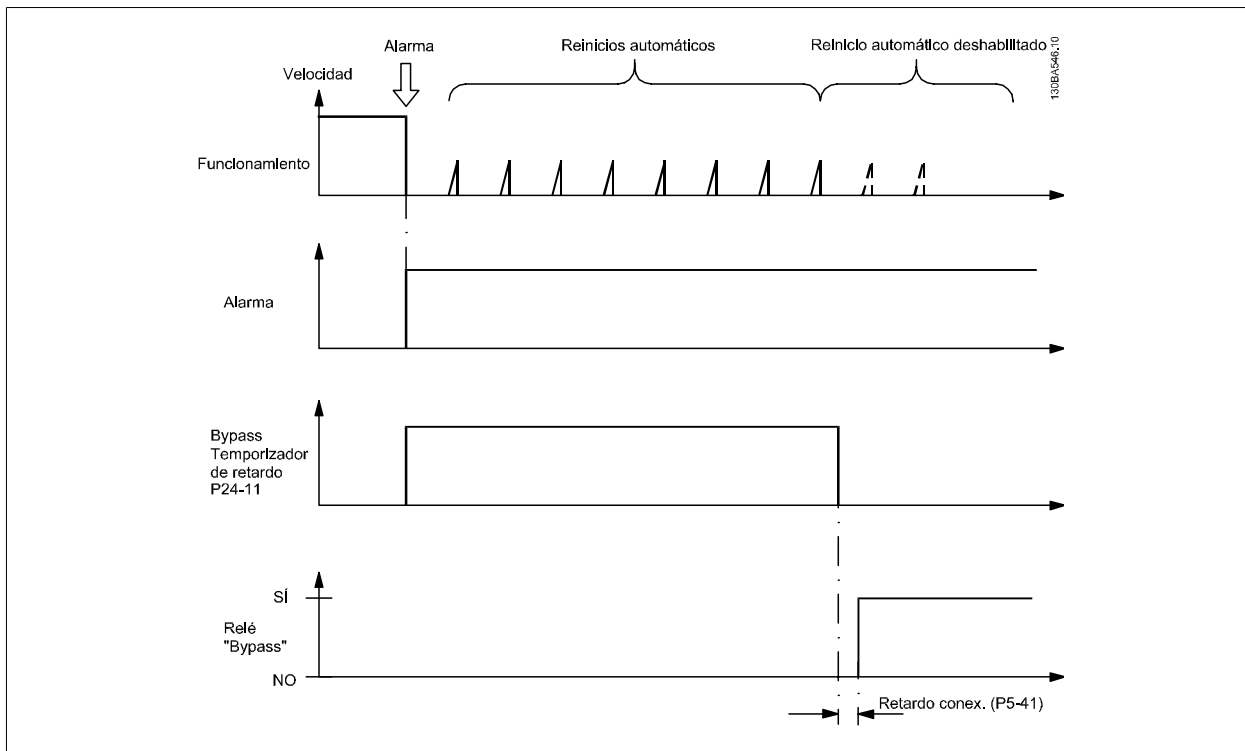 Alarma
Reinicios automáticos
Reinicio automático deshabilitado
130BA546.10
Velocidad
Funcionamiento
Alarma
Bypass
Temporizador
de retardo
P24-11
SÍ
Relé
"Bypass"
NO
Retardo conex. (P5-41)